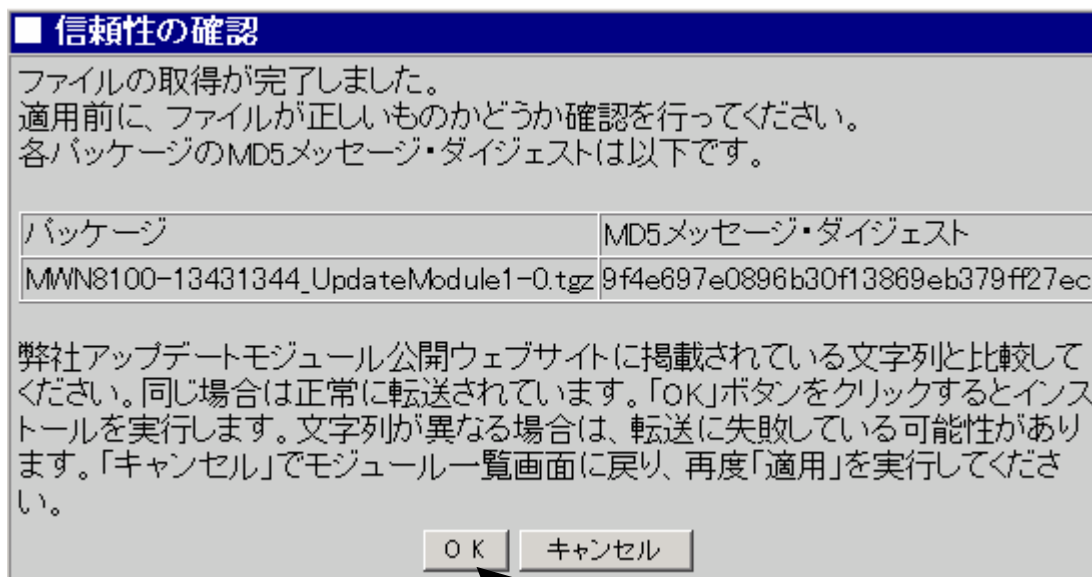 ■ 信頼性の確認
ファイルの取得が完了しました。
適用前に、ファイルが正しいものかどうか確認を行ってください。
各パッケージのMD5メッセージ・ダイジェストは以下です。
パッケージ MD5メッセージ・ダイジェスト
MWN8100-13431344_UpdateModule1-0.tgz 9f4e697e0896b30f13869eb379ff27ec
弊社アップデートモジュール公開ウェブサイトに掲載されている文字列と比較して
ください。同じ場合は正常に転送されています。「OK」ボタンをクリックするとインス
トールを実行します。文字列が異なる場合は、転送に失敗している可能性があり
ます。「キャンセル」でモジュール一覧画面に戻り、再度「適用」を実行してくださ
い。
ＯＫ キャンセル